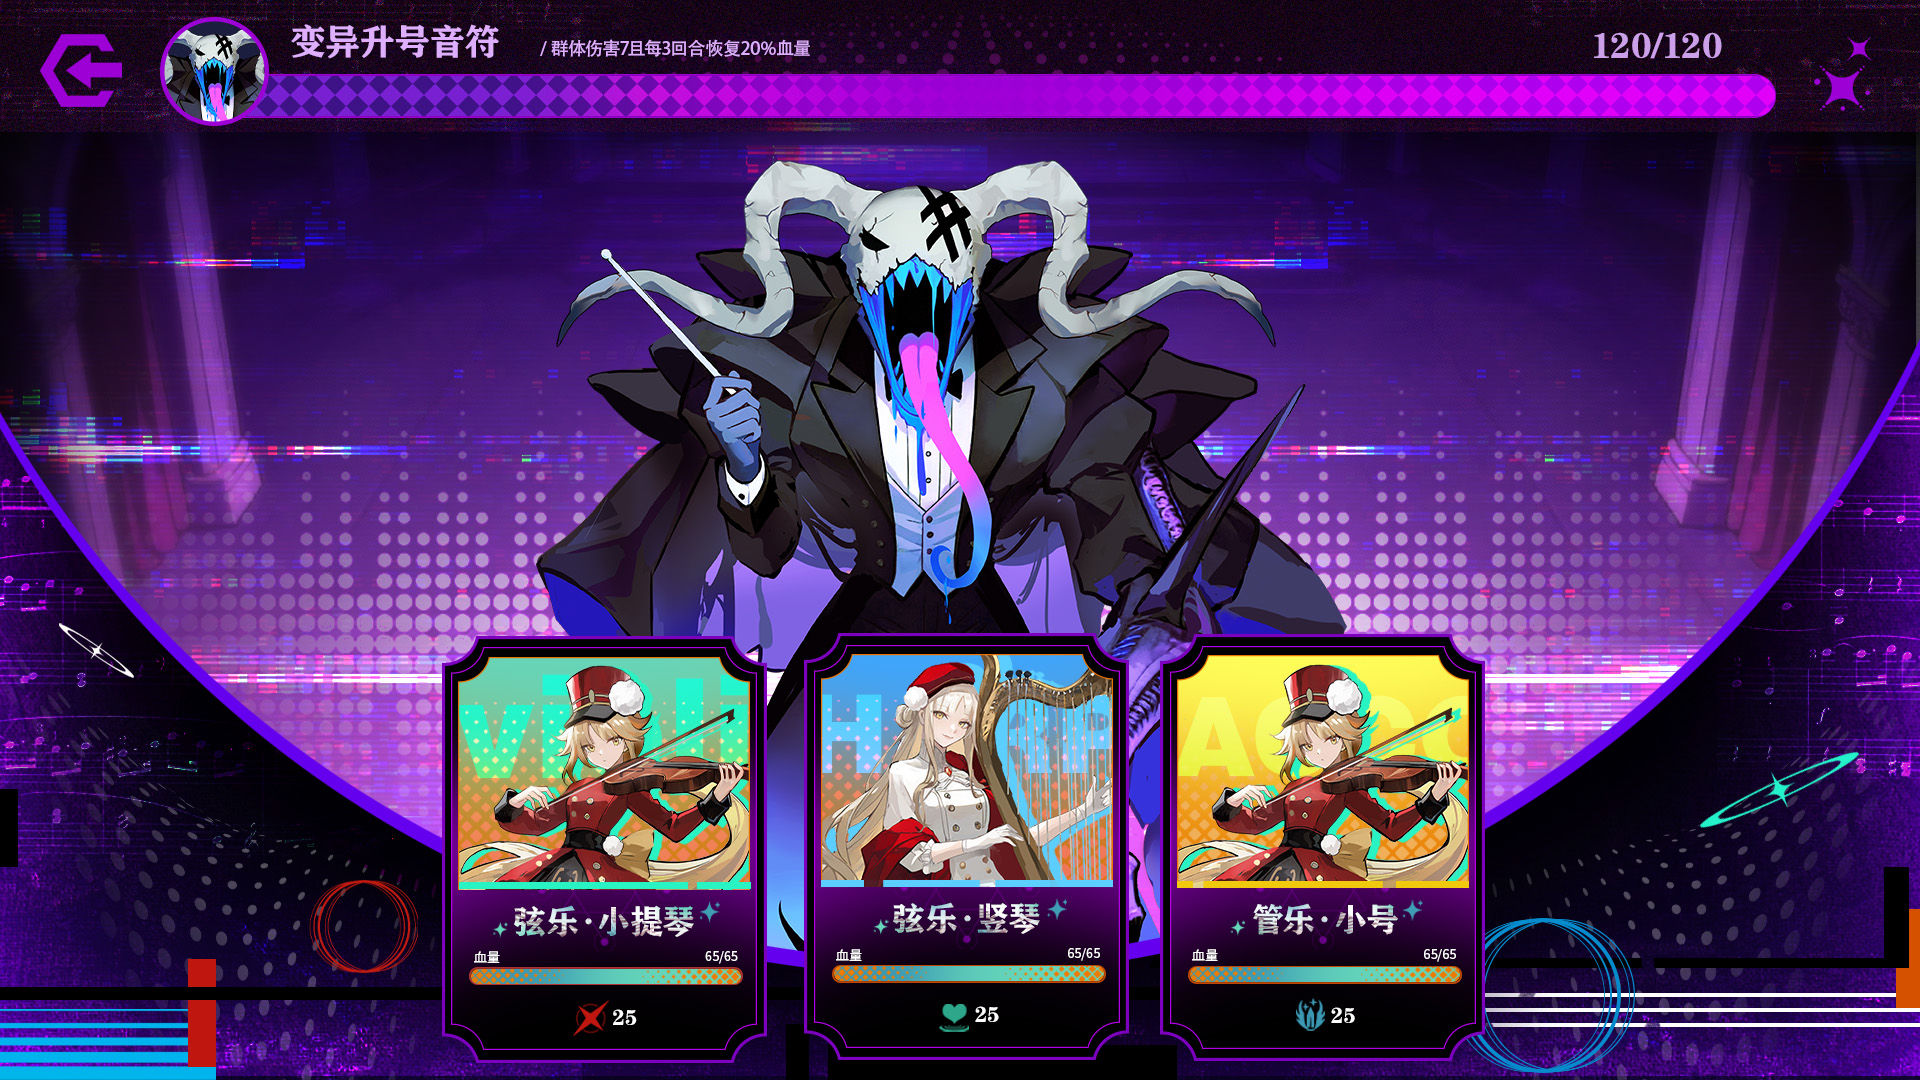 变异升号音符
/ 群体伤害7且每3回合恢复20%血量
120/120
弦乐·小提琴
血量 65/65
25
弦乐·竖琴
血量 65/65
25
管乐·小号
血量 65/65
25